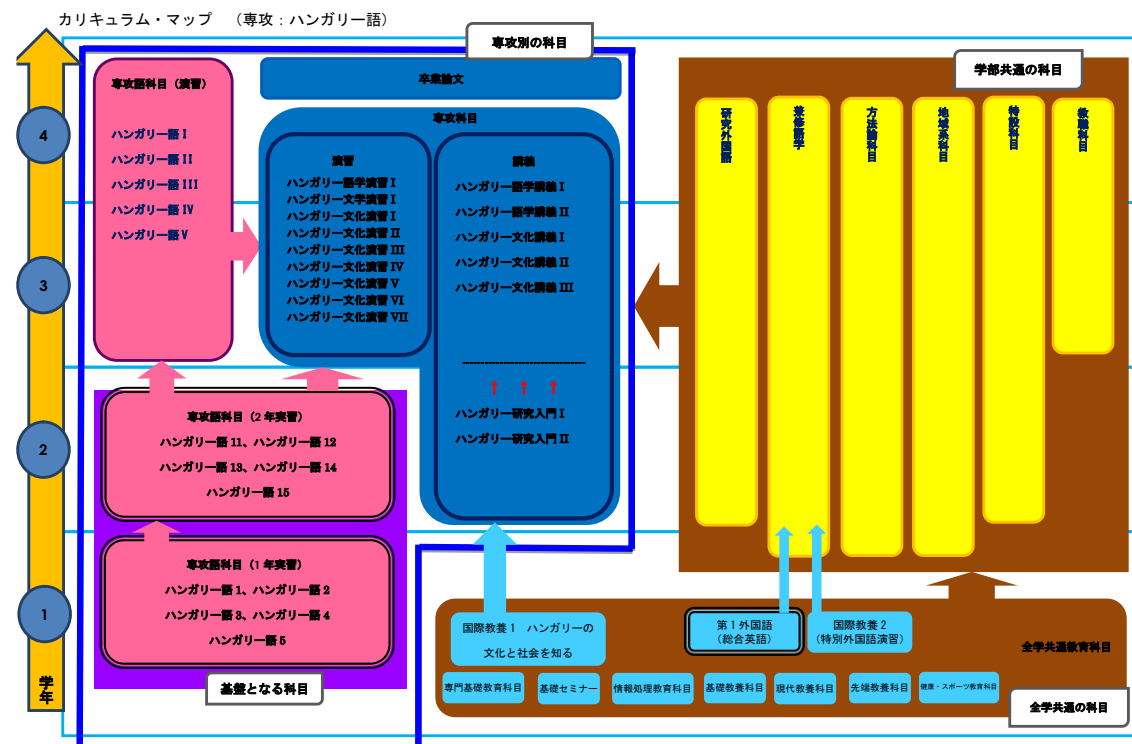 カリキュラム・マップ （専攻：ハンガリー語）
専攻別の科目
学部共通の科目
専攻語科目（演習）
ハンガリー語 I
ハンガリー語 II
ハンガリー語 III
ハンガリー語 IV
ハンガリー語 V
卒業論文
専攻科目
演習
ハンガリー語学演習 I
ハンガリー文学演習 I
ハンガリー文化演習 I
ハンガリー文化演習 II
ハンガリー文化演習 III
ハンガリー文化演習 IV
ハンガリー文化演習 V
ハンガリー文化演習 VI
ハンガリー文化演習 VII
講義
ハンガリー語学講義 I
ハンガリー語学講義 II
ハンガリー文化講義 I
ハンガリー文化講義 II
ハンガリー文化講義 III
ハンガリー研究入門 I
ハンガリー研究入門 II
研究外国語
兼修語学
方法論科目
地域系科目
特設科目
教職科目
4
3
2
1
学年
専攻語科目（2 年実習）
ハンガリー語 11、ハンガリー語 12
ハンガリー語 13、ハンガリー語 14
ハンガリー語 15
専攻語科目（1 年実習）
ハンガリー語 1、ハンガリー語 2
ハンガリー語 3、ハンガリー語 4
ハンガリー語 5
基盤となる科目
国際教養１ ハンガリーの
文化と社会を知る
第１外国語
（総合英語）
国際教養２
（特別外国語演習）
全学共通教育科目
専門基礎教育科目
基礎セミナー
情報処理教育科目
基礎教養科目
現代教養科目
先端教養科目
健康・スポーツ教育科目
全学共通の科目